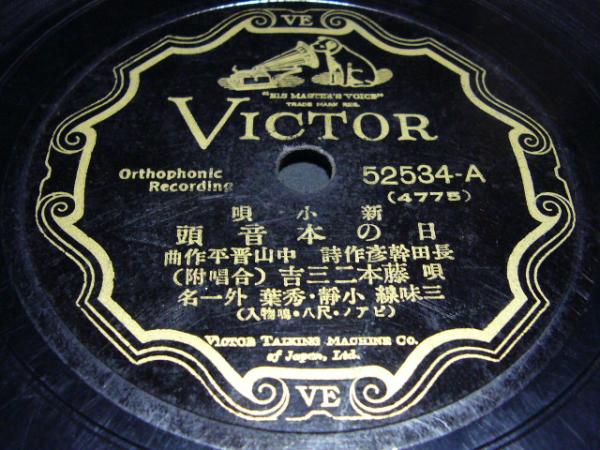 VE
"HIS MASTER'S VOICE"
TRADE MARK REG.
VICTOR
Orthophonic
Recording
52534-A
(4775)
新小唄
日の本音頭
長田幹彦作詩 中山晋平作曲
唄 藤本二三吉 (合唱附)
三味線 小靜・秀葉 外一名
(ピアノ・尺八・鳴物入)
VICTOR TALKING MACHINE CO.
of Japan, Ltd.
VE